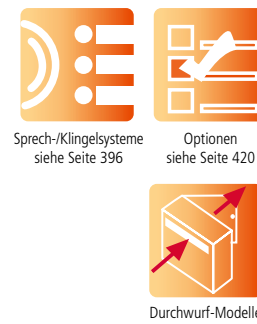 Sprech-/Klingelsysteme
siehe Seite 396
Optionen
siehe Seite 420
Durchwurf-Modelle